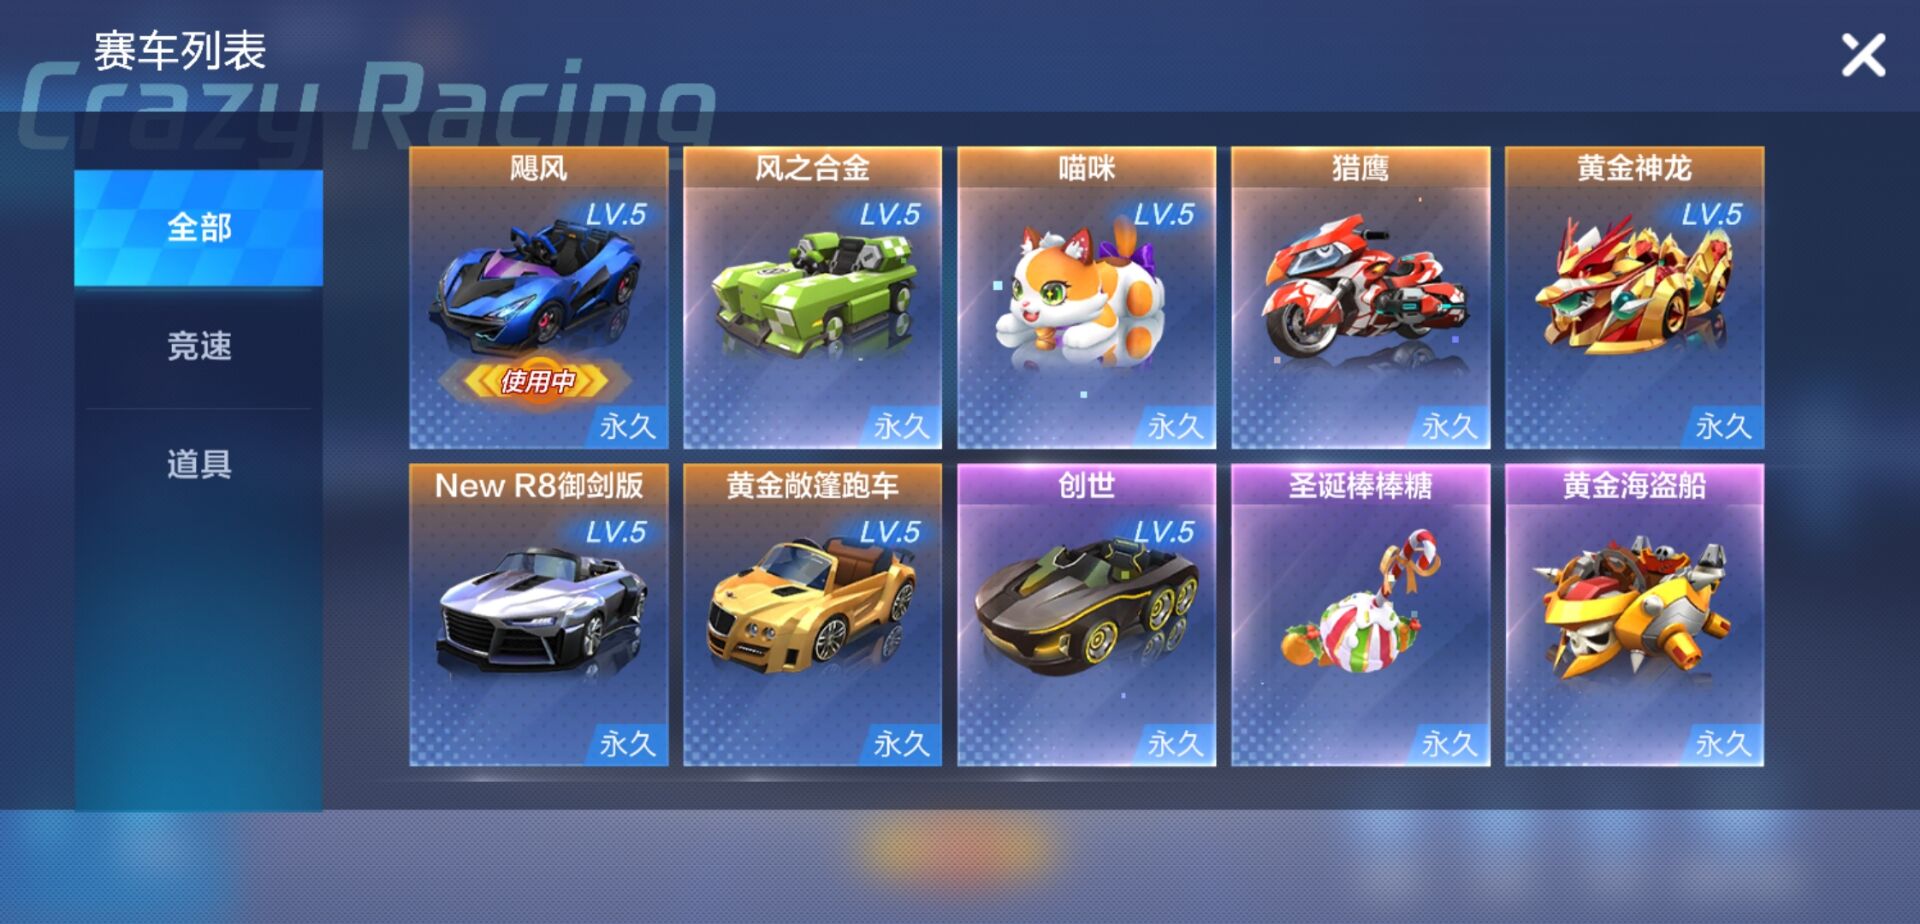 赛车列表
Crazy Racing
全部
竞速
道具
飓风
LV.5
使用中
永久
风之合金
LV.5
永久
喵咪
LV.5
永久
猎鹰
永久
黄金神龙
LV.5
永久
New R8御剑版
LV.5
永久
黄金敞篷跑车
LV.5
永久
创世
LV.5
永久
圣诞棒棒糖
永久
黄金海盗船
永久